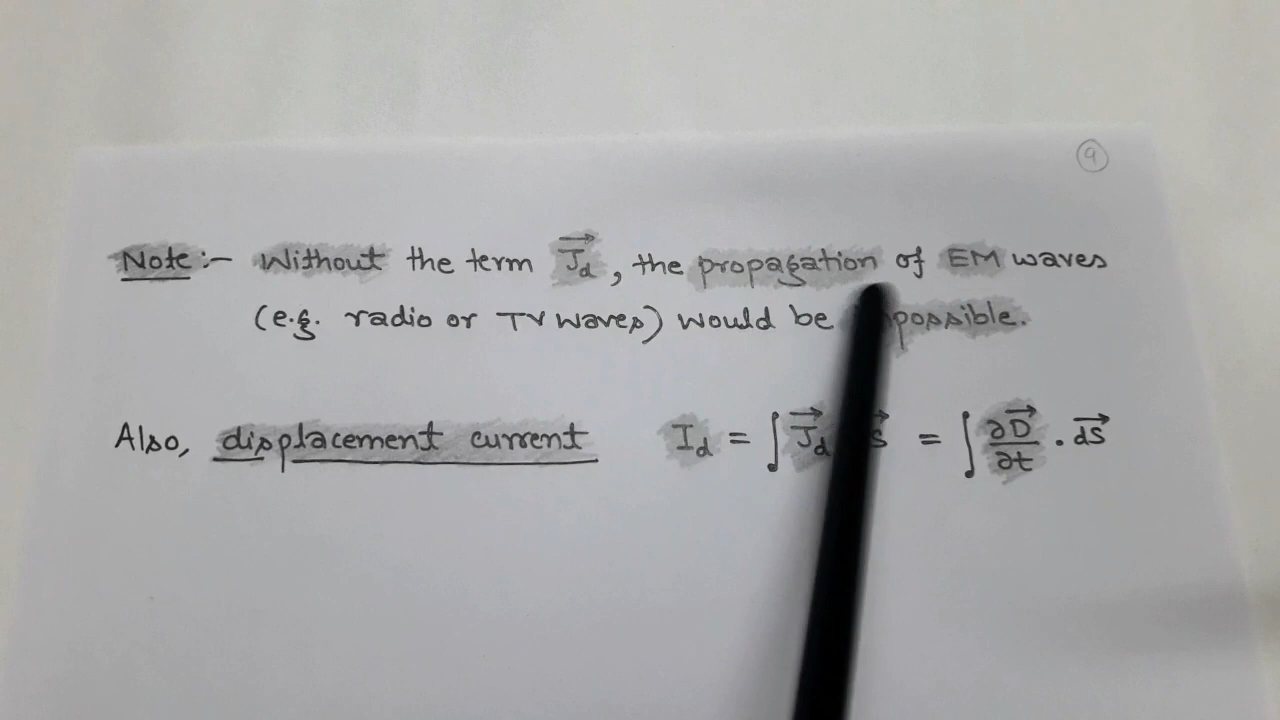 9
Note:- Without the term J⃗d, the propagation of EM waves
(e.g. radio or TV waves) would be possible.
Also, displacement current Id = ∫ J⃗d S⃗ = ∫ ∂D⃗/∂t . dS⃗